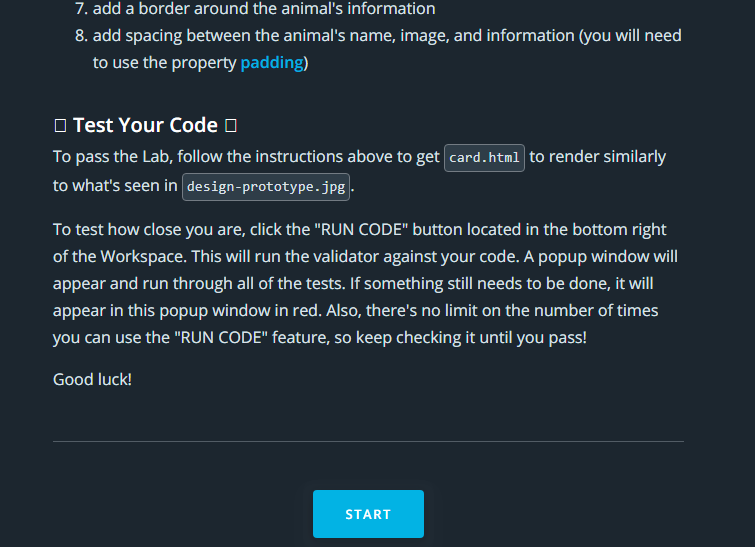 7. add a border around the animal's information
8. add spacing between the animal's name, image, and information (you will need
to use the property padding)
Test Your Code
To pass the Lab, follow the instructions above to get card.html to render similarly
to what's seen in design-prototype.jpg.
To test how close you are, click the "RUN CODE" button located in the bottom right
of the Workspace. This will run the validator against your code. A popup window will
appear and run through all of the tests. If something still needs to be done, it will
appear in this popup window in red. Also, there's no limit on the number of times
you can use the "RUN CODE" feature, so keep checking it until you pass!
Good luck!
START